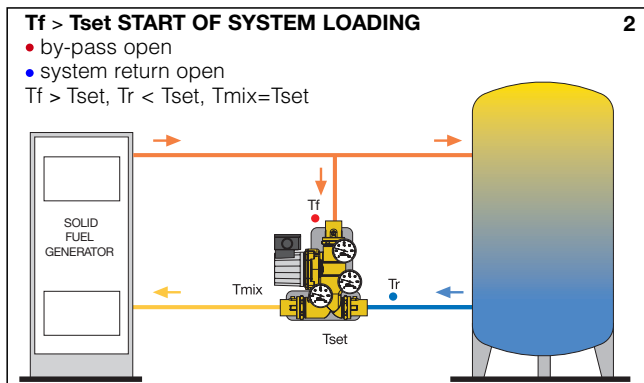 Tf > Tset START OF SYSTEM LOADING 2
• by-pass open
• system return open
Tf > Tset, Tr < Tset, Tmix=Tset
Tf
SOLID
FUEL
GENERATOR
Tmix
Tr
Tset